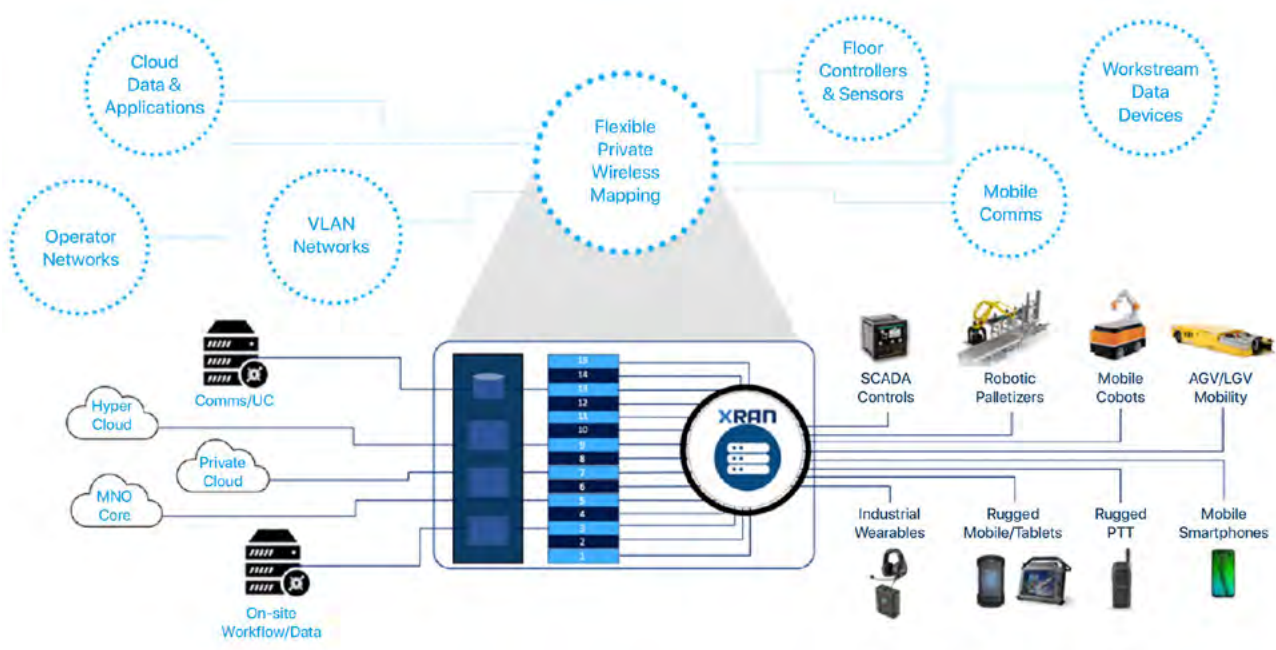 Cloud
Data &
Applications
Operator
Networks
VLAN
Networks
Flexible
Private
Wireless
Mapping
Floor
Controllers
& Sensors
Workstream
Data
Devices
Mobile
Comms
Comms/UC
Hyper
Cloud
Private
Cloud
MNO
Core
On-site
Workflow/Data
15
14
13
12
11
10
9
8
7
6
5
4
3
2
1
XRAN
SCADA
Controls
Robotic
Palletizers
Mobile
Cobots
AGV/LGV
Mobility
Industrial
Wearables
Rugged
Mobile/Tablets
Rugged
PTT
Mobile
Smartphones